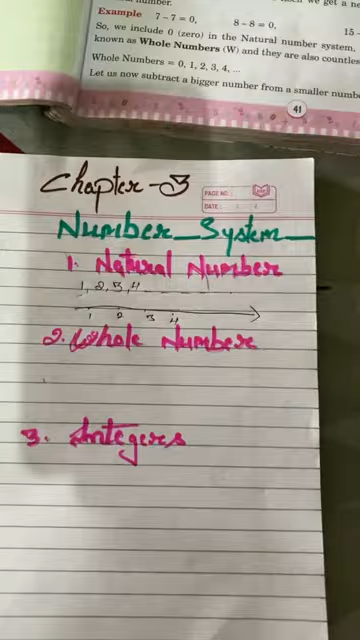 Example 7 – 7 = 0, 8 – 8 = 0, 15 –
So, we include 0 (zero) in the Natural number system,
known as Whole Numbers (W) and they are also countles
Whole Numbers = 0, 1, 2, 3, 4, ...
Let us now subtract a bigger number from a smaller numbe
41
Chapter-3
PAGE NO.:
DATE: / /
Number System
1. Natural Number
1, 2, 3, 4
1 2 3 4
2. Whole Number
3. Integers